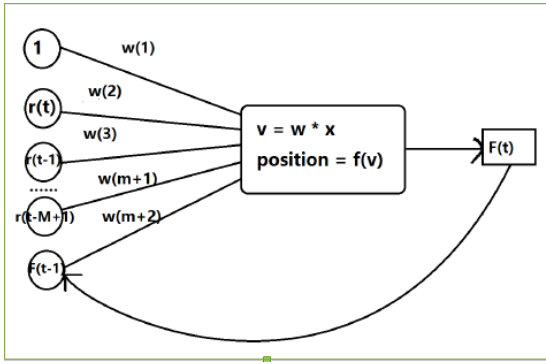 1
w(1)
r(t)
w(2)
w(3)
r(t-1)
......
w(m+1)
r(t-M+1)
w(m+2)
F(t-1)
v = w * x
position = f(v)
F(t)